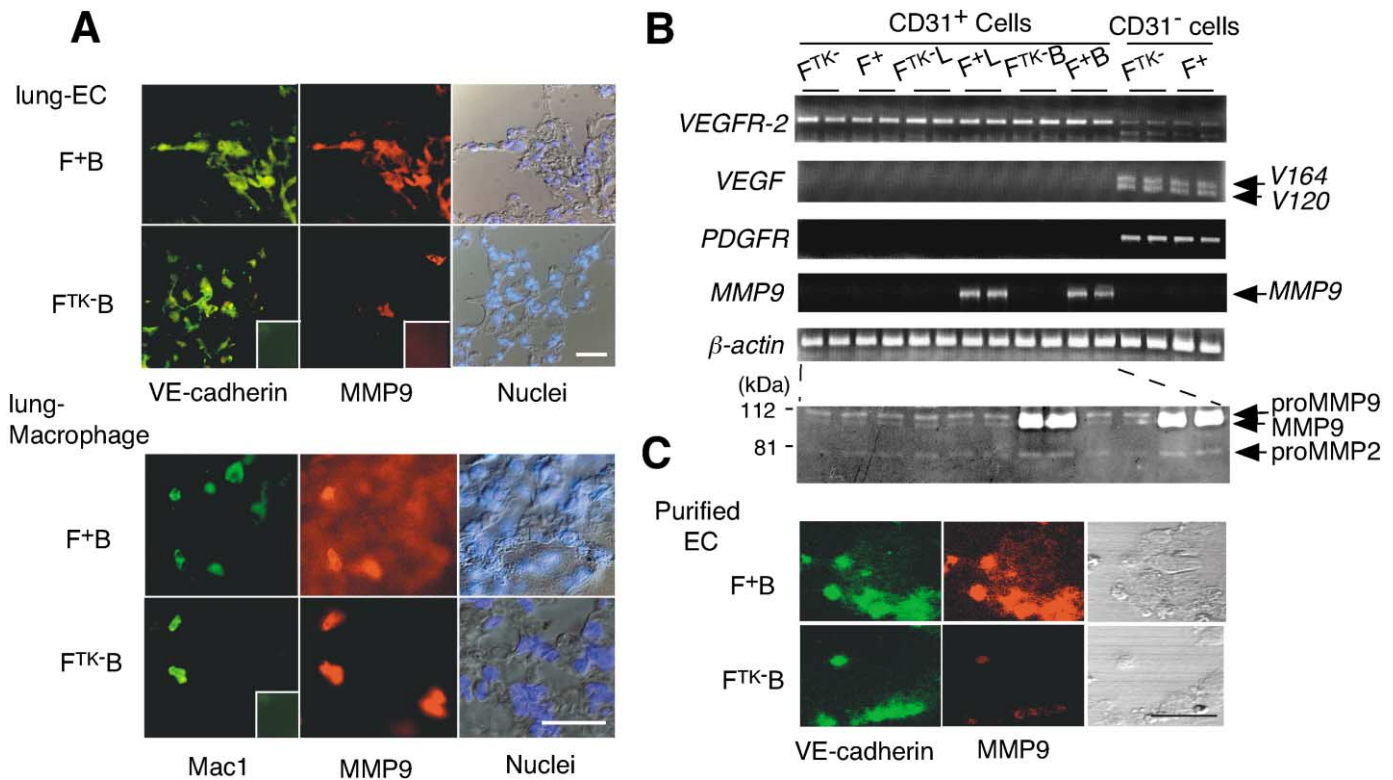 A
lung-EC
F+B
FTK-B
VE-cadherin MMP9 Nuclei
lung-
Macrophage
F+B
FTK-B
Mac1 MMP9 Nuclei
B
CD31+ Cells CD31- cells
FTK- F+ FTK-L F+L FTK-B F+B FTK- F+
VEGFR-2
VEGF
V164
V120
PDGFR
MMP9 MMP9
β-actin
(kDa)
112
81
proMMP9
MMP9
proMMP2
C
Purified
EC
F+B
FTK-B
VE-cadherin MMP9